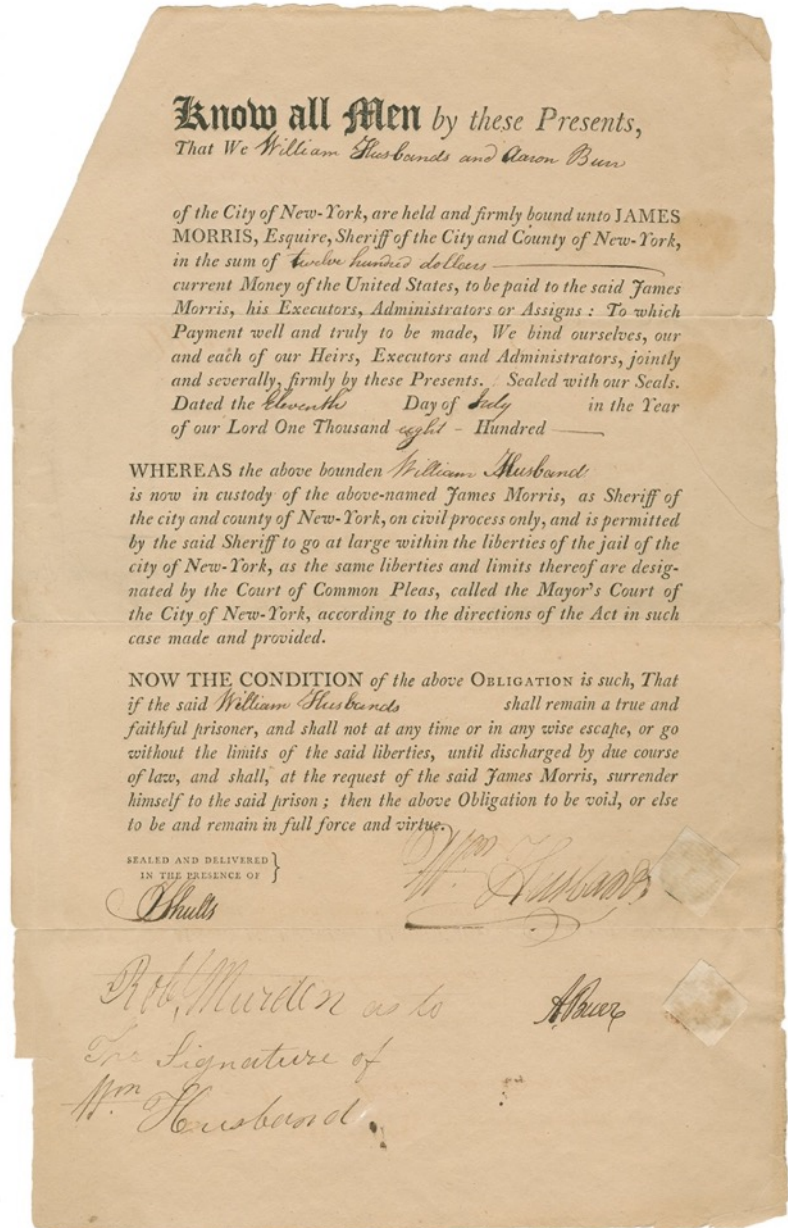 Know all Men by these Presents,
That We William Husbands and Aaron Burr
of the City of New-York, are held and firmly bound unto JAMES
MORRIS, Esquire, Sheriff of the City and County of New-York,
in the sum of twelve hundred dollars
current Money of the United States, to be paid to the said James
Morris, his Executors, Administrators or Assigns : To which
Payment well and truly to be made, We bind ourselves, our
and each of our Heirs, Executors and Administrators, jointly
and severally, firmly by these Presents. Sealed with our Seals.
Dated the Eleventh Day of July in the Year
of our Lord One Thousand eight - Hundred
WHEREAS the above bounden William Husbands
is now in custody of the above-named James Morris, as Sheriff of
the city and county of New-York, on civil process only, and is permitted
by the said Sheriff to go at large within the liberties of the jail of the
city of New-York, as the same liberties and limits thereof are desig-
nated by the Court of Common Pleas, called the Mayor's Court of
the City of New-York, according to the directions of the Act in such
case made and provided.
NOW THE CONDITION of the above OBLIGATION is such, That
if the said William Husbands shall remain a true and
faithful prisoner, and shall not at any time or in any wise escape, or go
without the limits of the said liberties, until discharged by due course
of law, and shall, at the request of the said James Morris, surrender
himself to the said prison ; then the above Obligation to be void, or else
to be and remain in full force and virtue.
SEALED AND DELIVERED }
IN THE PRESENCE OF
Wm Husbands
Shults
Robt Murden as to
A Burr
The Signature of
Wm Husband